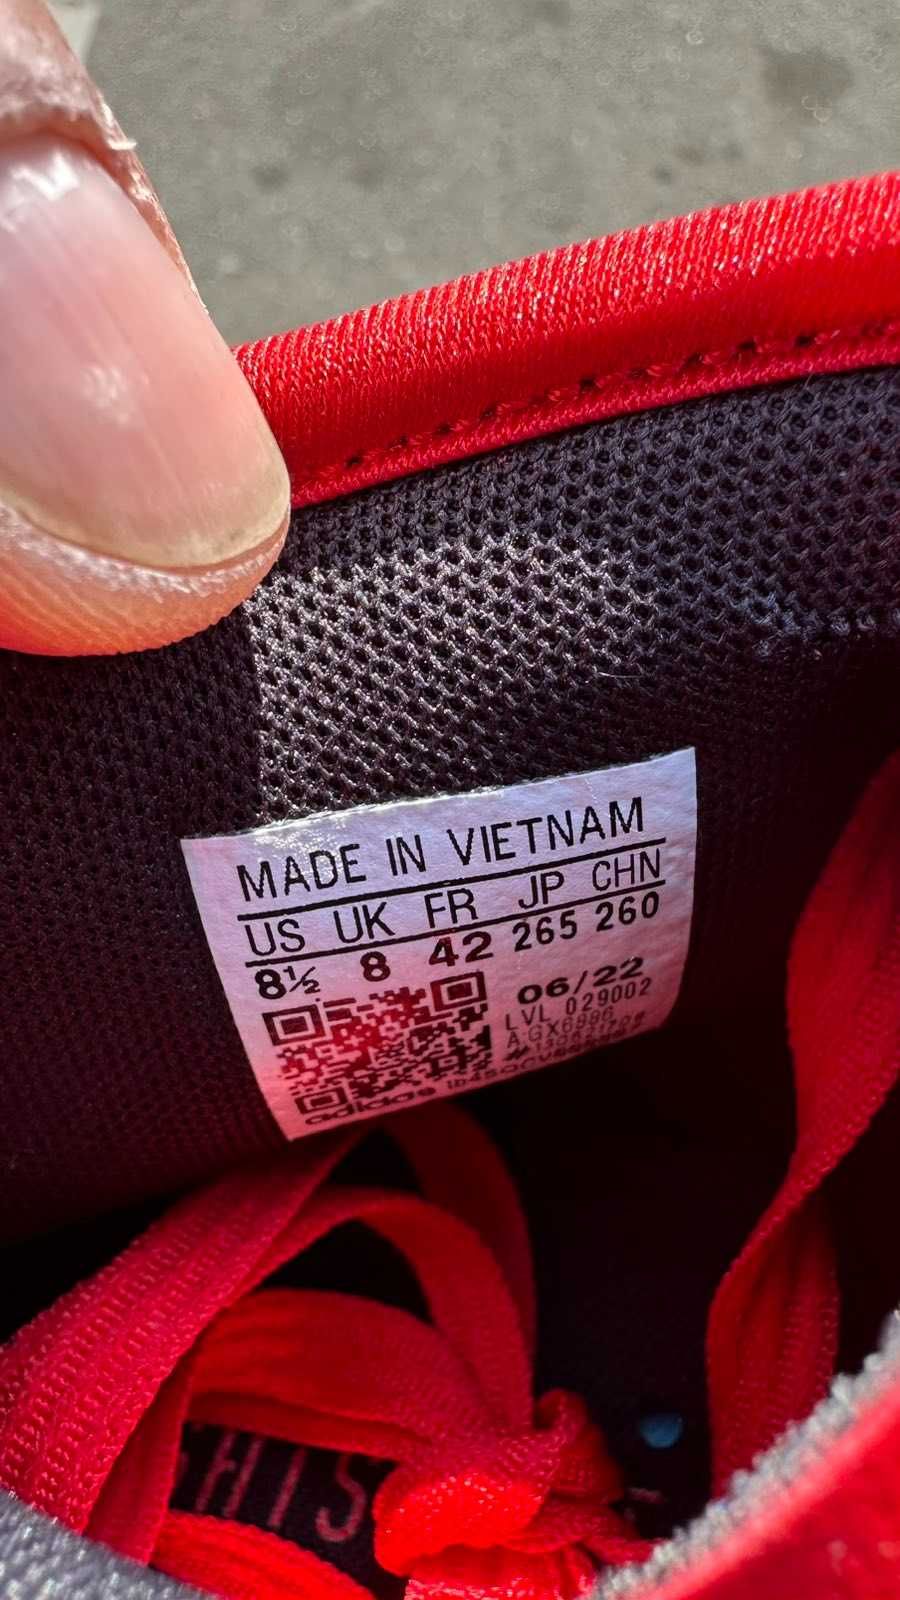 MADE IN VIETNAM
US UK FR JP CHN
8½ 8 42 265 260
06/22
LVL 029002
adidas